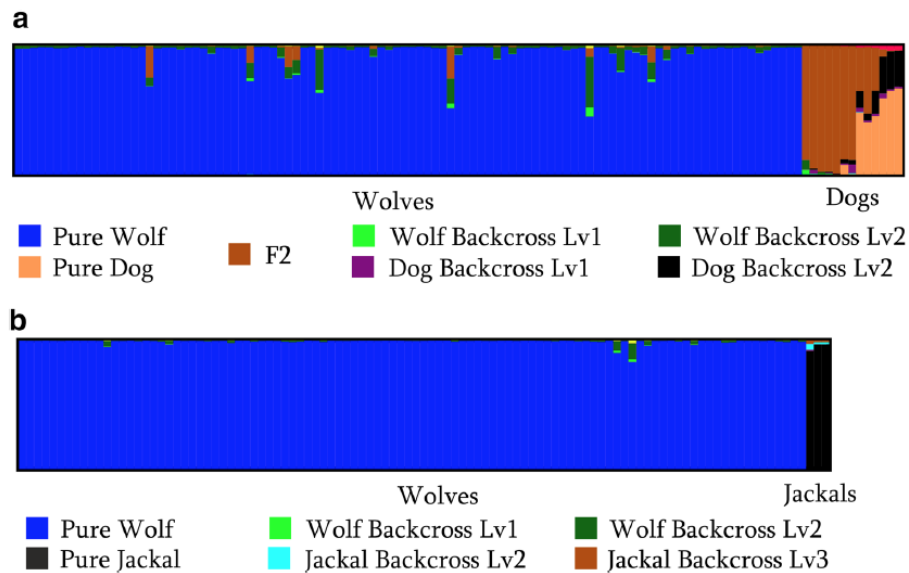 a
Wolves
Dogs
Pure Wolf
Pure Dog
F2
Wolf Backcross Lv1
Dog Backcross Lv1
Wolf Backcross Lv2
Dog Backcross Lv2
b
Wolves
Jackals
Pure Wolf
Pure Jackal
Wolf Backcross Lv1
Jackal Backcross Lv2
Wolf Backcross Lv2
Jackal Backcross Lv3